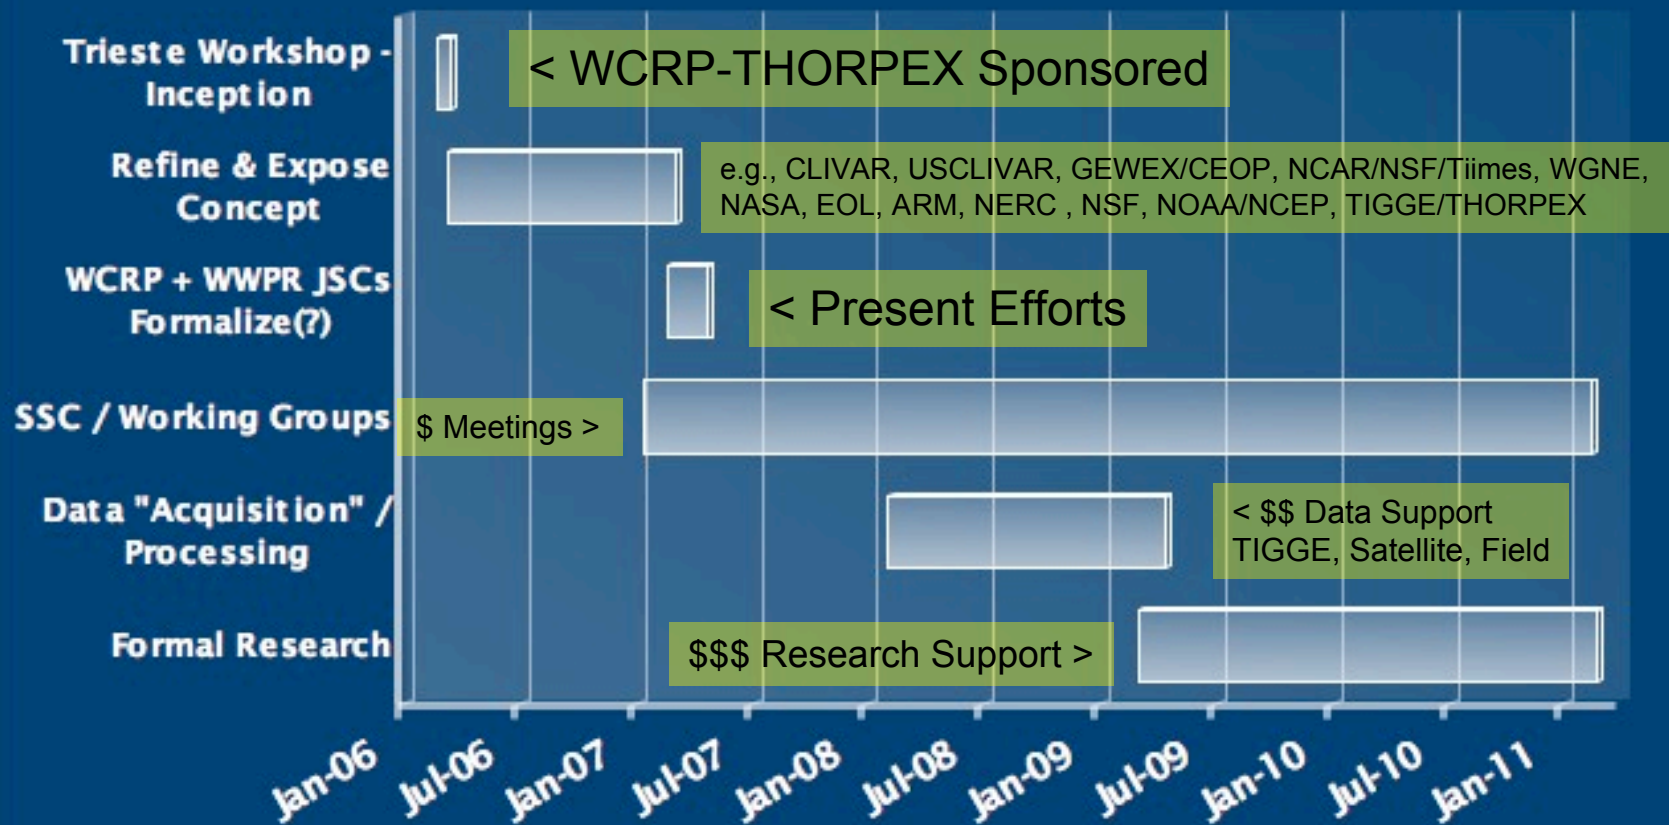 Trieste Workshop -
Inception
< WCRP-THORPEX Sponsored
Refine & Expose
Concept
e.g., CLIVAR, USCLIVAR, GEWEX/CEOP, NCAR/NSF/Tiimes, WGNE,
NASA, EOL, ARM, NERC , NSF, NOAA/NCEP, TIGGE/THORPEX
WCRP + WWPR JSCs
Formalize(?)
< Present Efforts
SSC / Working Groups
$ Meetings >
Data "Acquisition" /
Processing
< $$ Data Support
TIGGE, Satellite, Field
Formal Research
$$$ Research Support >
Jan-06
Jul-06
Jan-07
Jul-07
Jan-08
Jul-08
Jan-09
Jul-09
Jan-10
Jul-10
Jan-11